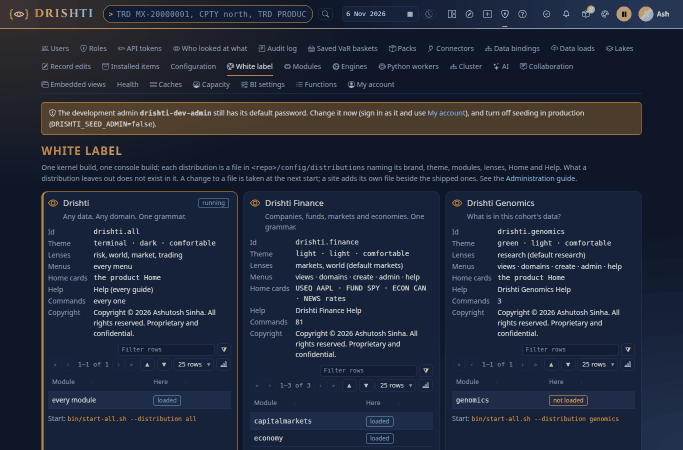 {<>} DRISHTI
> TRD MX-20000001, CPTY north, TRD PRODUC
6 Nov 2026
Ash
Users Roles API tokens Who looked at what Audit log Saved VaR baskets Packs Connectors Data bindings Data loads Lakes
Record edits Installed items Configuration White label Modules Engines Python workers Cluster AI Collaboration
Embedded views Health Caches Capacity BI settings Functions My account
The development admin drishti-dev-admin still has its default password. Change it now (sign in as it and use My account), and turn off seeding in production
(DRISHTI_SEED_ADMIN=false).
WHITE LABEL
One kernel build, one console build; each distribution is a file in <repo>/config/distributions naming its brand, theme, modules, lenses, Home and Help. What a
distribution leaves out does not exist in it. A change to a file is taken at the next start; a site adds its own file beside the shipped ones. See the Administration guide.
Drishti running
Any data. Any domain. One grammar.
Id drishti.all
Theme terminal · dark · comfortable
Lenses risk, world, market, trading
Menus every menu
Home cards the product Home
Help Help (every guide)
Commands every one
Copyright Copyright © 2026 Ashutosh Sinha. All
rights reserved. Proprietary and
confidential.
Filter rows
« ‹ 1–1 of 1 › » ▲ ▼ 25 rows
Module Here
every module loaded
Start: bin/start-all.sh --distribution all
Drishti Finance
Companies, funds, markets and economies. One
grammar.
Id drishti.finance
Theme light · light · comfortable
Lenses markets, world (default markets)
Menus views · domains · create · admin · help
Home cards USEQ AAPL · FUND SPY · ECON CAN
· NEWS rates
Help Drishti Finance Help
Commands 81
Copyright Copyright © 2026 Ashutosh Sinha. All
rights reserved. Proprietary and
confidential.
Filter rows
« ‹ 1–3 of 3 › » ▲ ▼ 25 rows
Module Here
capitalmarkets loaded
economy loaded
Drishti Genomics
What is in this cohort's data?
Id drishti.genomics
Theme green · light · comfortable
Lenses research (default research)
Menus views · domains · create · admin · help
Home cards the product Home
Help Drishti Genomics Help
Commands 3
Copyright Copyright © 2026 Ashutosh Sinha. All
rights reserved. Proprietary and
confidential.
Filter rows
« ‹ 1–1 of 1 › » ▲ ▼ 25 rows
Module Here
genomics not loaded
Start: bin/start-all.sh --distribution genomics